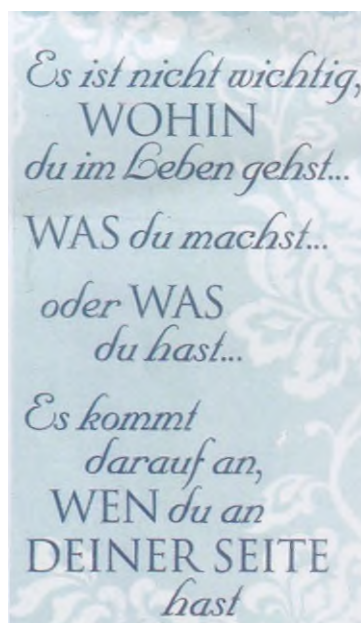 Es ist nicht wichtig,
WOHIN
du im Leben gehst...
WAS du machst...
oder WAS
du hast...
Es kommt
darauf an,
WEN du an
DEINER SEITE
hast